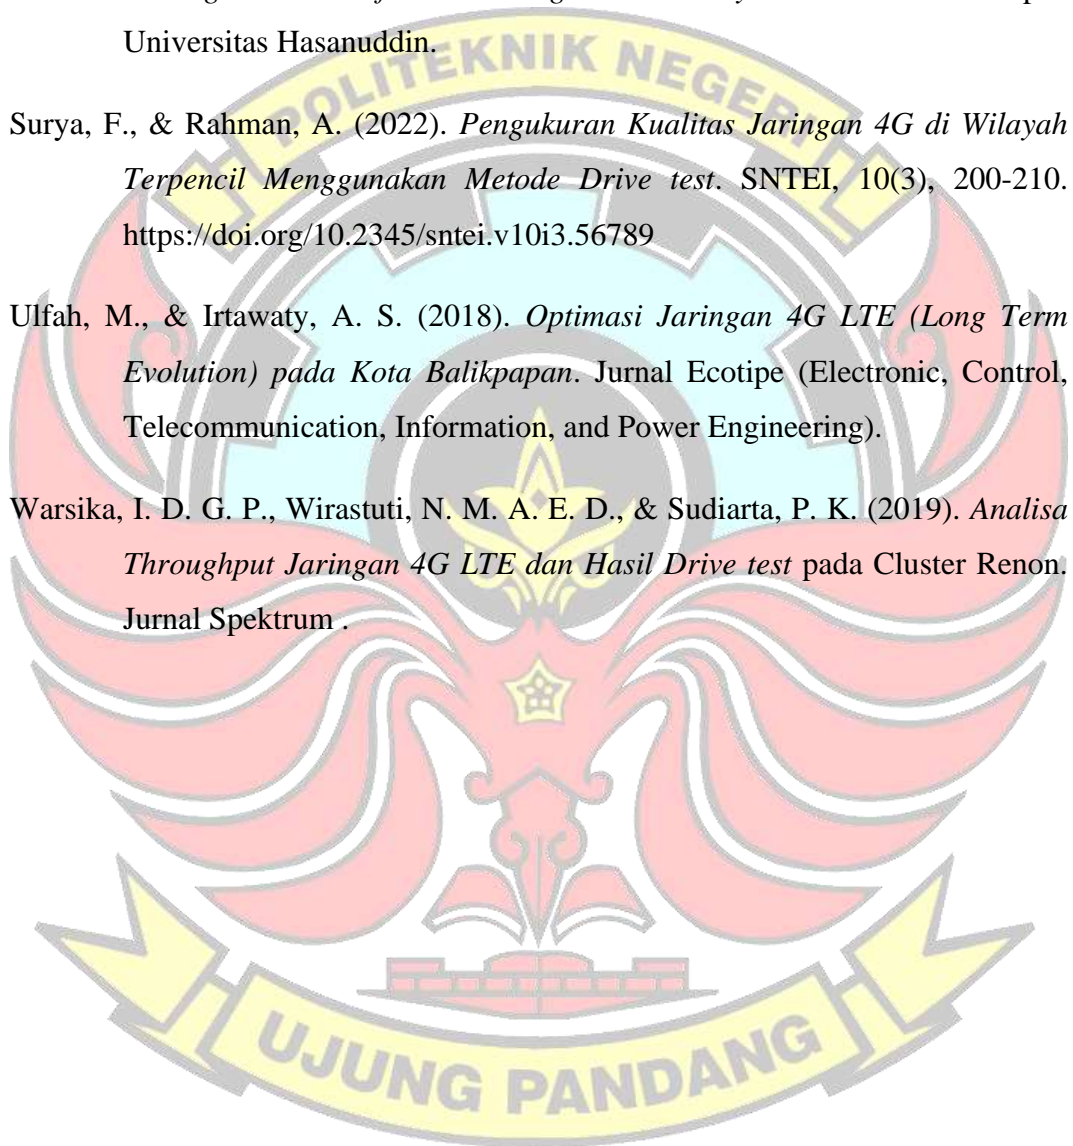 Universitas Hasanuddin.
POLITEKNIK NEGERI
Surya, F., & Rahman, A. (2022). Pengukuran Kualitas Jaringan 4G di Wilayah
Terpencil Menggunakan Metode Drive test. SNTEI, 10(3), 200-210.
https://doi.org/10.2345/sntei.v10i3.56789
Ulfah, M., & Irtawaty, A. S. (2018). Optimasi Jaringan 4G LTE (Long Term
Evolution) pada Kota Balikpapan. Jurnal Ecotipe (Electronic, Control,
Telecommunication, Information, and Power Engineering).
Warsika, I. D. G. P., Wirastuti, N. M. A. E. D., & Sudiarta, P. K. (2019). Analisa
Throughput Jaringan 4G LTE dan Hasil Drive test pada Cluster Renon.
Jurnal Spektrum .
UJUNG PANDANG